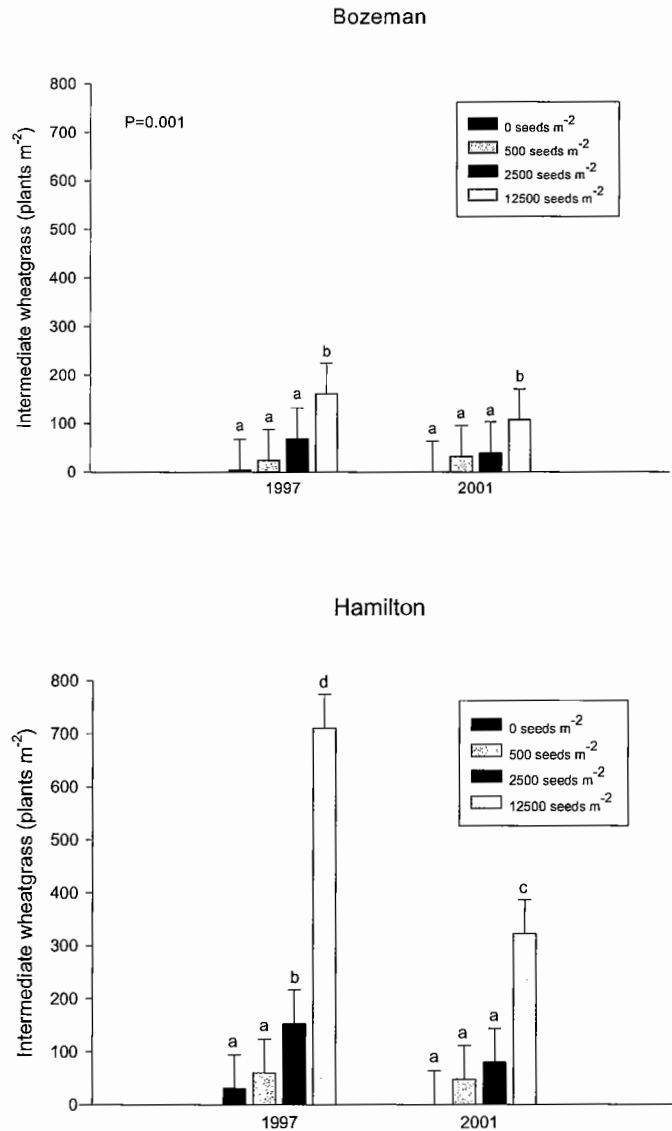 Bozeman
Intermediate wheatgrass (plants m-2)
800
700
600
500
400
300
200
100
0
P=0.001
0 seeds m-2
500 seeds m-2
2500 seeds m-2
12500 seeds m-2
a
a
a
b
a
a
a
b
1997
2001
Hamilton
Intermediate wheatgrass (plants m-2)
800
700
600
500
400
300
200
100
0
0 seeds m-2
500 seeds m-2
2500 seeds m-2
12500 seeds m-2
a
a
b
d
a
a
a
c
1997
2001